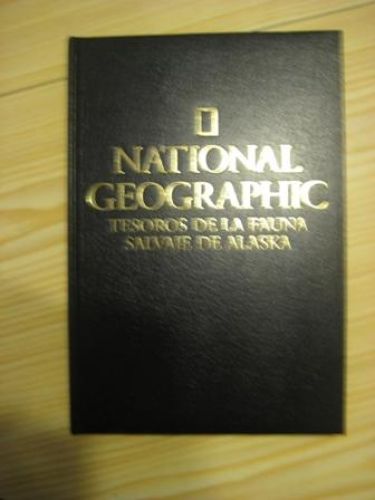 NATIONAL
GEOGRAPHIC
TESOROS DE LA FAUNA
SALVAJE DE ALASKA